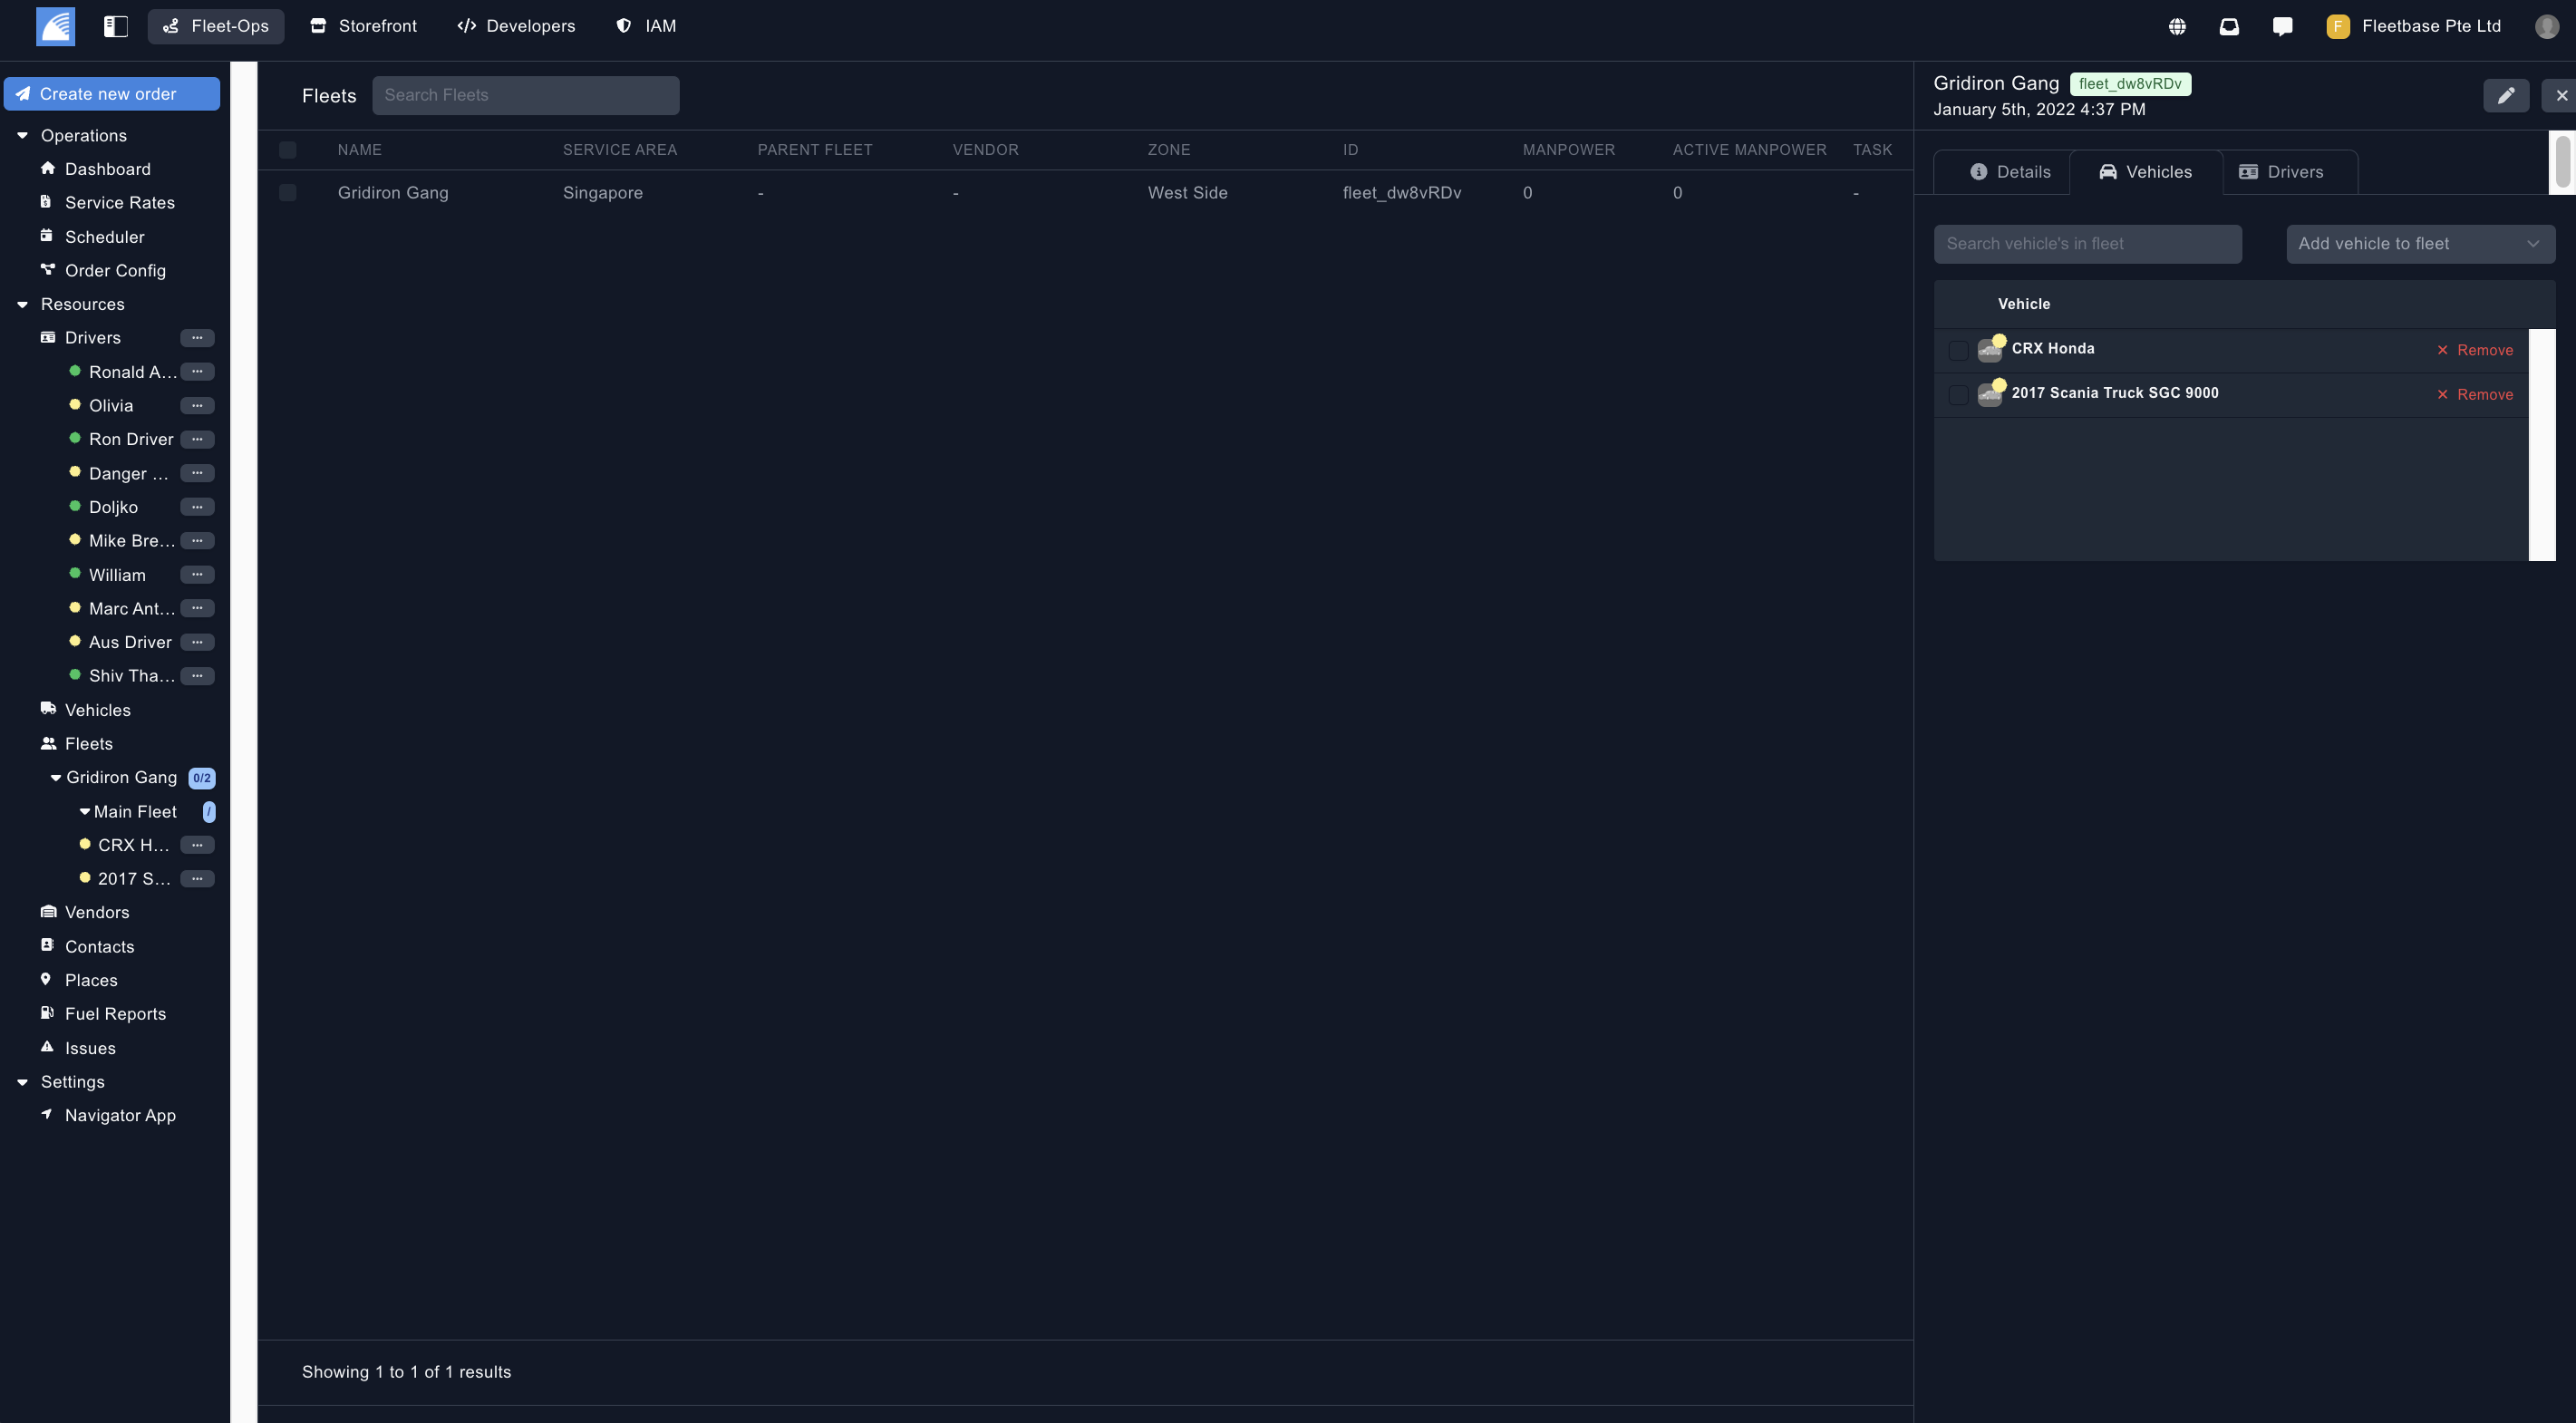 Fleet-Ops
Storefront
Developers
IAM
F
Fleetbase Pte Ltd
Create new order
Operations
Dashboard
Service Rates
Scheduler
Order Config
Resources
Drivers
Ronald A...
Olivia
Ron Driver
Danger ...
Doljko
Mike Bre...
William
Marc Ant...
Aus Driver
Shiv Tha...
Vehicles
Fleets
Gridiron Gang 0/2
Main Fleet /
CRX H...
2017 S...
Vendors
Contacts
Places
Fuel Reports
Issues
Settings
Navigator App
Fleets
Search Fleets
NAME SERVICE AREA PARENT FLEET VENDOR ZONE ID MANPOWER ACTIVE MANPOWER TASK
Gridiron Gang Singapore - - West Side fleet_dw8vRDv 0 0 -
Showing 1 to 1 of 1 results
Gridiron Gang fleet_dw8vRDv
January 5th, 2022 4:37 PM
Details
Vehicles
Drivers
Search vehicle's in fleet
Add vehicle to fleet
Vehicle
CRX Honda Remove
2017 Scania Truck SGC 9000 Remove